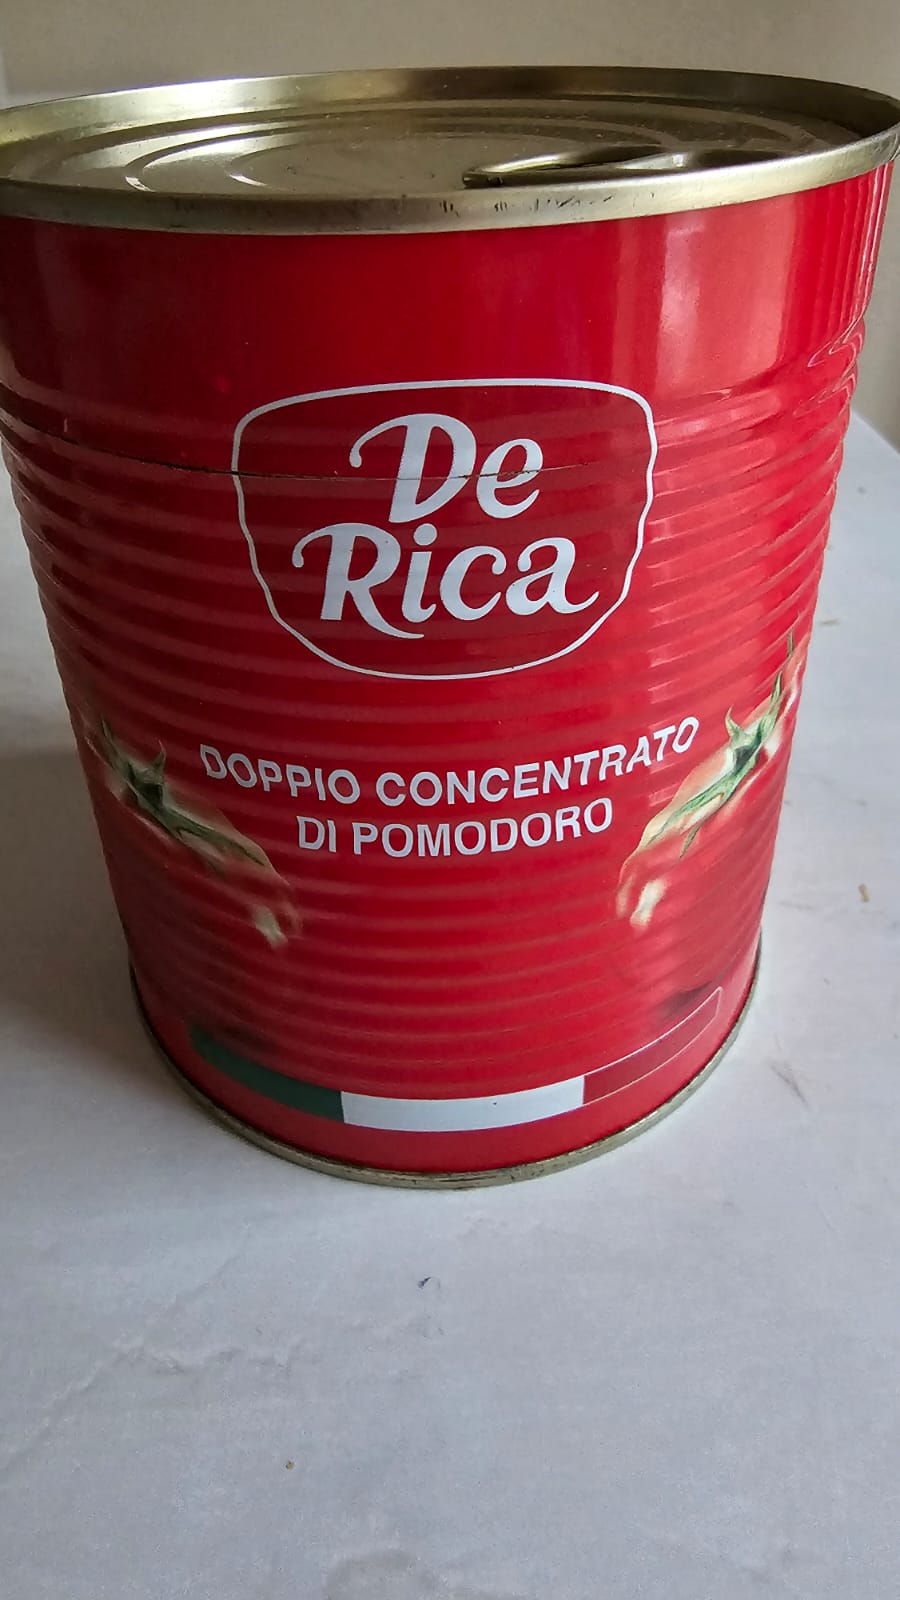 De
Rica
DOPPIO CONCENTRATO
DI POMODORO